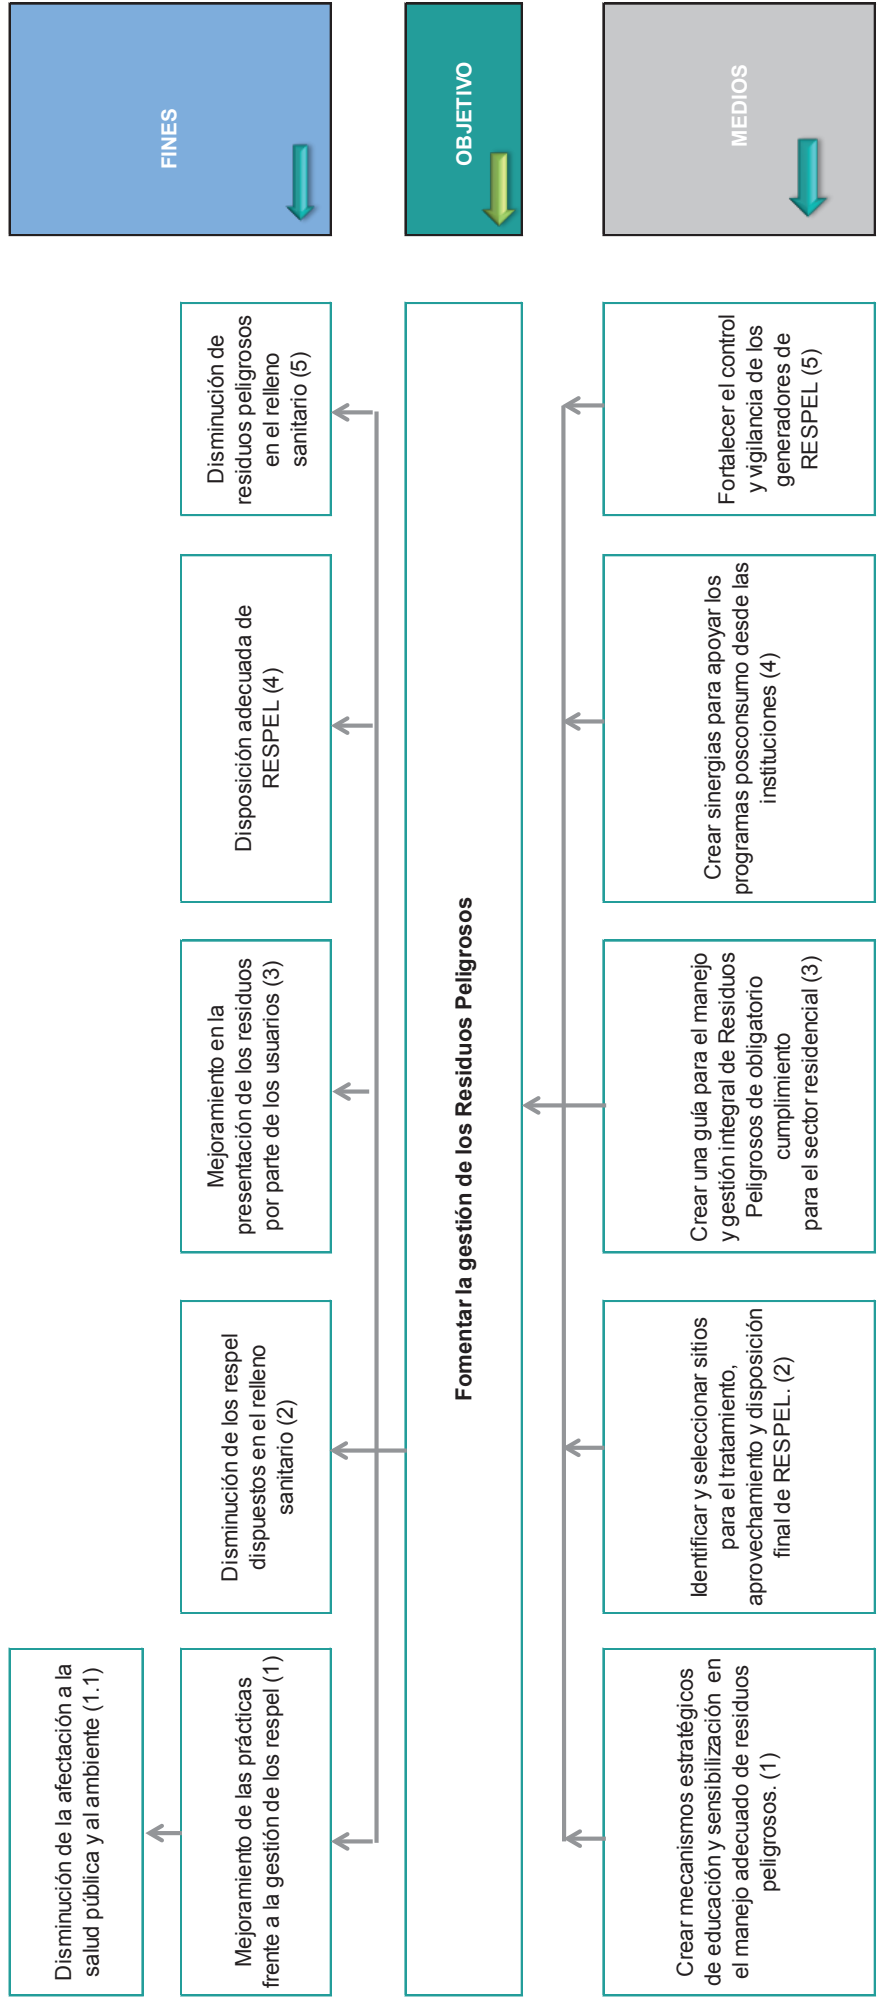 Disminución de la afectación a la
salud pública y al ambiente (1.1)
FINES
Mejoramiento de las prácticas
frente a la gestión de los respel (1)
Disminución de los respel
dispuestos en el relleno
sanitario (2)
Mejoramiento en la
presentación de los residuos
por parte de los usuarios (3)
Disposición adecuada de
RESPEL (4)
Disminución de
residuos peligrosos
en el relleno
sanitario (5)
Fomentar la gestión de los Residuos Peligrosos
OBJETIVO
Crear mecanismos estratégicos
de educación y sensibilización en
el manejo adecuado de residuos
peligrosos. (1)
Identificar y seleccionar sitios
para el tratamiento,
aprovechamiento y disposición
final de RESPEL. (2)
Crear una guía para el manejo
y gestión integral de Residuos
Peligrosos de obligatorio
cumplimiento
para el sector residencial (3)
Crear sinergias para apoyar los
programas posconsumo desde las
instituciones (4)
Fortalecer el control
y vigilancia de los
generadores de
RESPEL (5)
MEDIOS